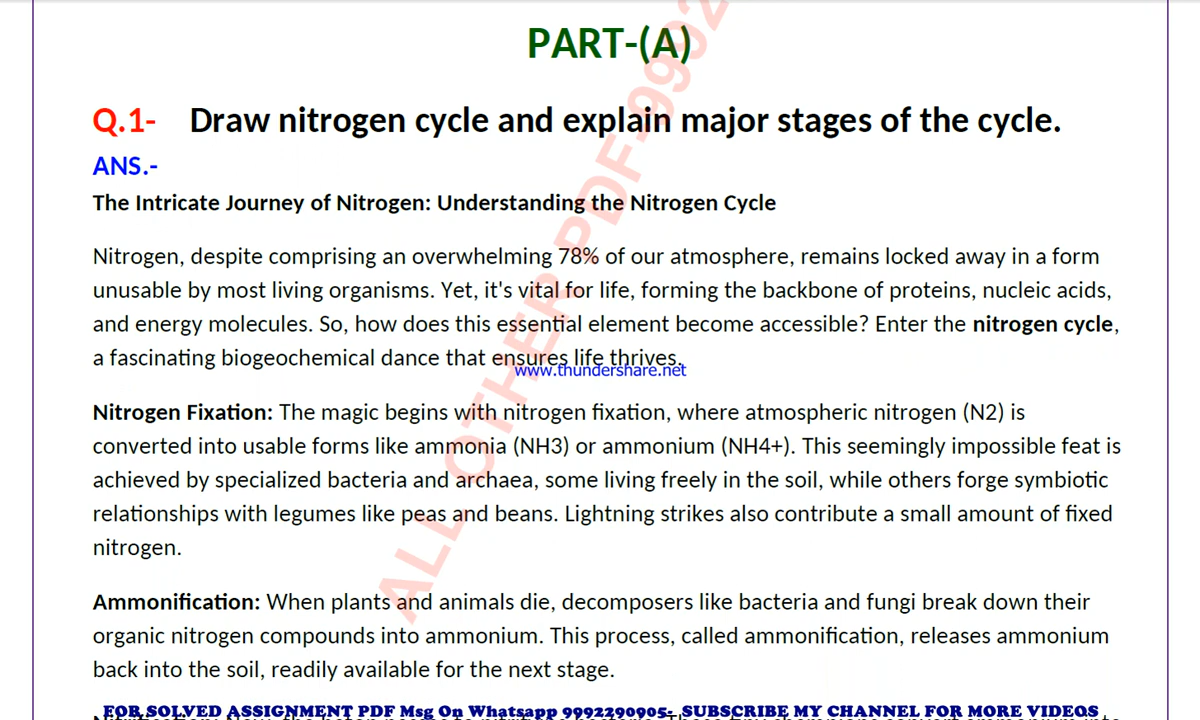 PART-(A)
Q.1- Draw nitrogen cycle and explain major stages of the cycle.
ANS.-
The Intricate Journey of Nitrogen: Understanding the Nitrogen Cycle
Nitrogen, despite comprising an overwhelming 78% of our atmosphere, remains locked away in a form
unusable by most living organisms. Yet, it's vital for life, forming the backbone of proteins, nucleic acids,
and energy molecules. So, how does this essential element become accessible? Enter the nitrogen cycle,
a fascinating biogeochemical dance that ensures life thrives.
www.thundershare.net
Nitrogen Fixation: The magic begins with nitrogen fixation, where atmospheric nitrogen (N2) is
converted into usable forms like ammonia (NH3) or ammonium (NH4+). This seemingly impossible feat is
achieved by specialized bacteria and archaea, some living freely in the soil, while others forge symbiotic
relationships with legumes like peas and beans. Lightning strikes also contribute a small amount of fixed
nitrogen.
Ammonification: When plants and animals die, decomposers like bacteria and fungi break down their
organic nitrogen compounds into ammonium. This process, called ammonification, releases ammonium
back into the soil, readily available for the next stage.
FOR SOLVED ASSIGNMENT PDF Msg On Whatsapp 9992290905- SUBSCRIBE MY CHANNEL FOR MORE VIDEOS
ALL OTHER PDF-9992